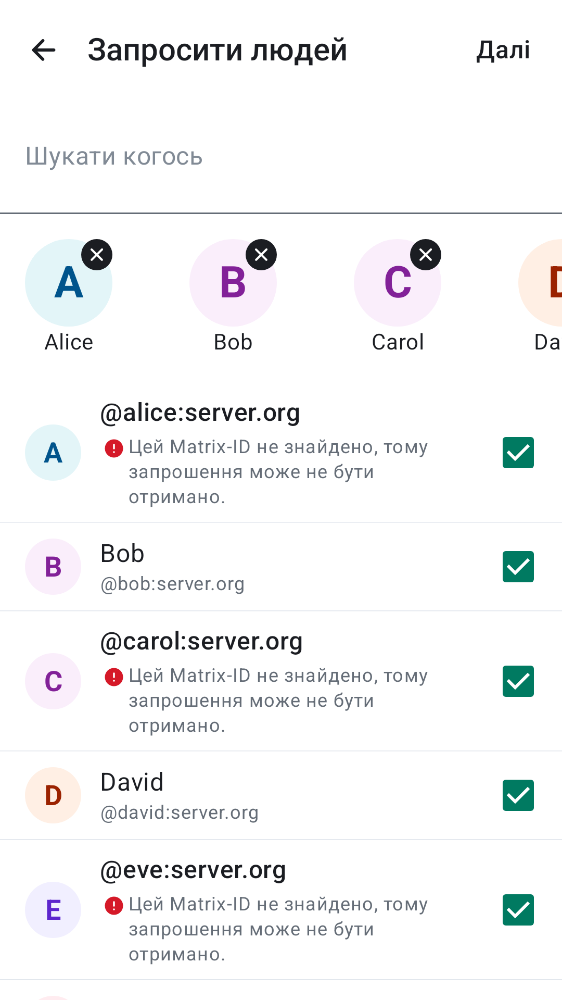 Запросити людей
Далі
Шукати когось
A
B
C
D
Alice
Bob
Carol
Da
@alice:server.org
A
Цей Matrix-ID не знайдено, тому
запрошення може не бути
отримано.
Bob
B
@bob:server.org
@carol:server.org
C
Цей Matrix-ID не знайдено, тому
запрошення може не бути
отримано.
David
D
@david:server.org
@eve:server.org
E
Цей Matrix-ID не знайдено, тому
запрошення може не бути
отримано.